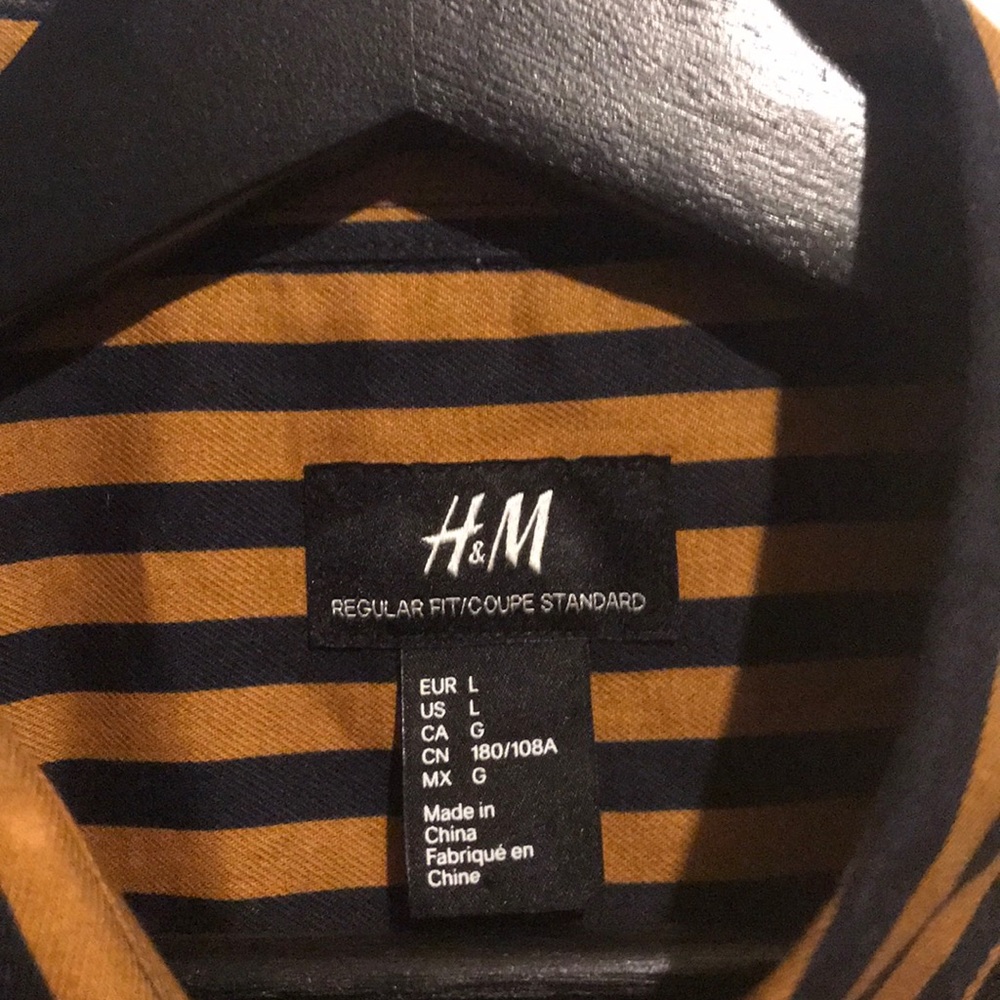 H&M
REGULAR FIT/COUPE STANDARD
EUR L
US L
CA G
CN 180/108A
MX G
Made in
China
Fabriqué en
Chine